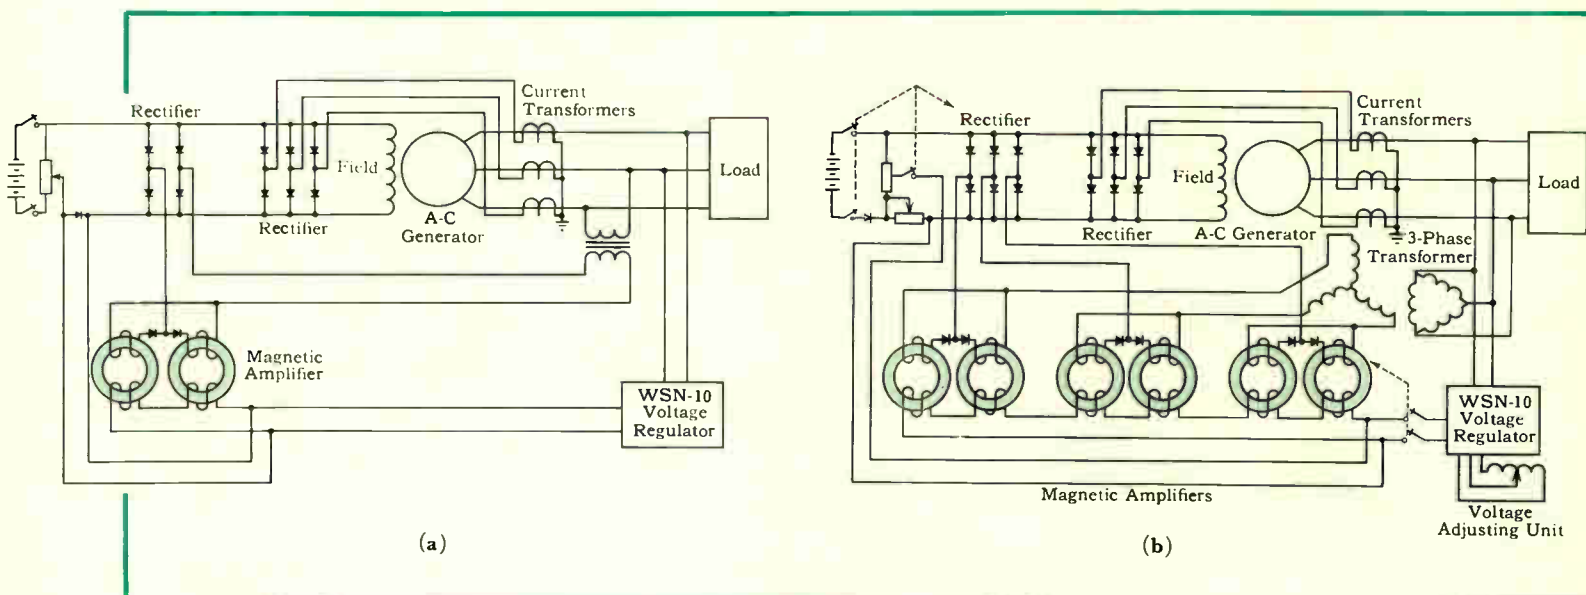 Rectifier
Current
Transformers
Field
A-C
Generator
Rectifier
Load
Magnetic
Amplifier
WSN-10
Voltage
Regulator
(a)
Rectifier
Current
Transformers
Field
Rectifier
A-C Generator
3-Phase
Transformer
Load
WSN-10
Voltage
Regulator
Magnetic Amplifiers
Voltage
Adjusting Unit
(b)